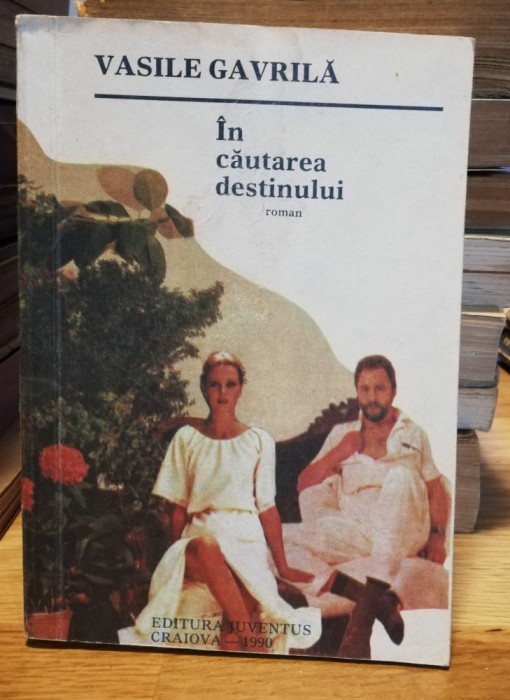 VASILE GAVRILĂ
În
căutarea
destinului
roman
EDITURA JUVENTUS
CRAIOVA — 1990